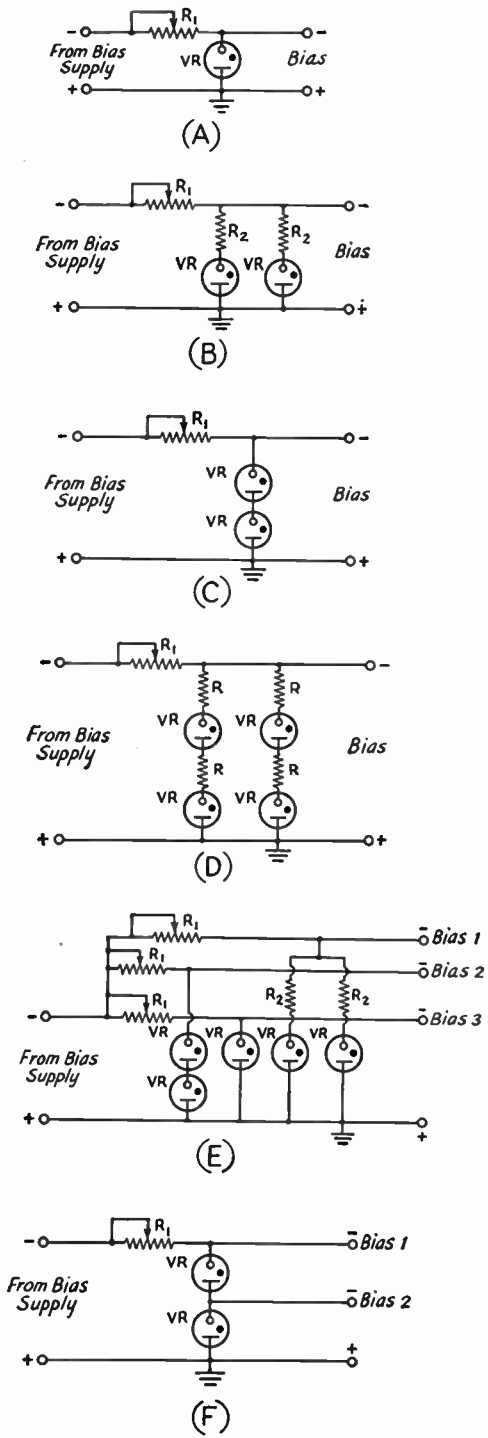 R1
- -
From Bias Supply VR Bias
+ +
(A)
R1
- -
R2 R2
From Bias Supply VR VR Bias
+ +
(B)
R1
- -
VR
From Bias Supply Bias
VR
+ +
(C)
R1
- -
R R
VR VR
From Bias Supply Bias
R R
VR VR
+ +
(D)
R1
- Bias 1
R1
- Bias 2
R2 R2
R1
- - Bias 3
VR VR VR VR
From Bias Supply
VR
+ +
(E)
R1
- - Bias 1
VR
From Bias Supply
- Bias 2
VR
+ +
(F)